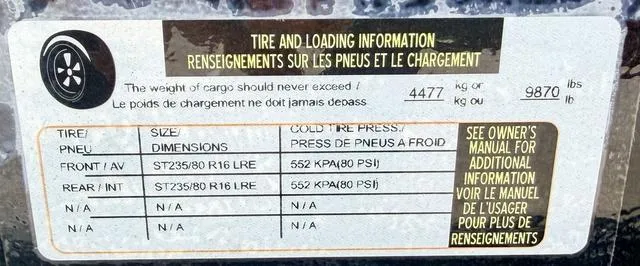 TIRE AND LOADING INFORMATION
RENSEIGNEMENTS SUR LES PNEUS ET LE CHARGEMENT
The weight of cargo should never exceed / 4477 kg or 9870 lbs
Le poids de chargement ne doit jamais depass kg ou lb
TIRE/ SIZE/ COLD TIRE PRESS./
PNEU DIMENSIONS PRESS DE PNEUS A FROID
FRONT / AV ST235/80 R16 LRE 552 KPA(80 PSI)
REAR / INT ST235/80 R16 LRE 552 KPA(80 PSI)
N / A N / A N / A
N / A N / A N / A
SEE OWNER'S
MANUAL FOR
ADDITIONAL
INFORMATION
VOIR LE MANUEL
DE L'USAGER
POUR PLUS DE
RENSEIGNEMENTS